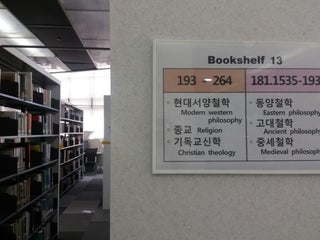 Bookshelf 13
193 - 264
181.1535-193
◦ 현대서양철학
Modern western
philosophy
◦ 종교 Religion
◦ 기독교신학
Christian theology
◦ 동양철학
Eastern philosophy
◦ 고대철학
Ancient philosophy
◦ 중세철학
Medieval philosophy